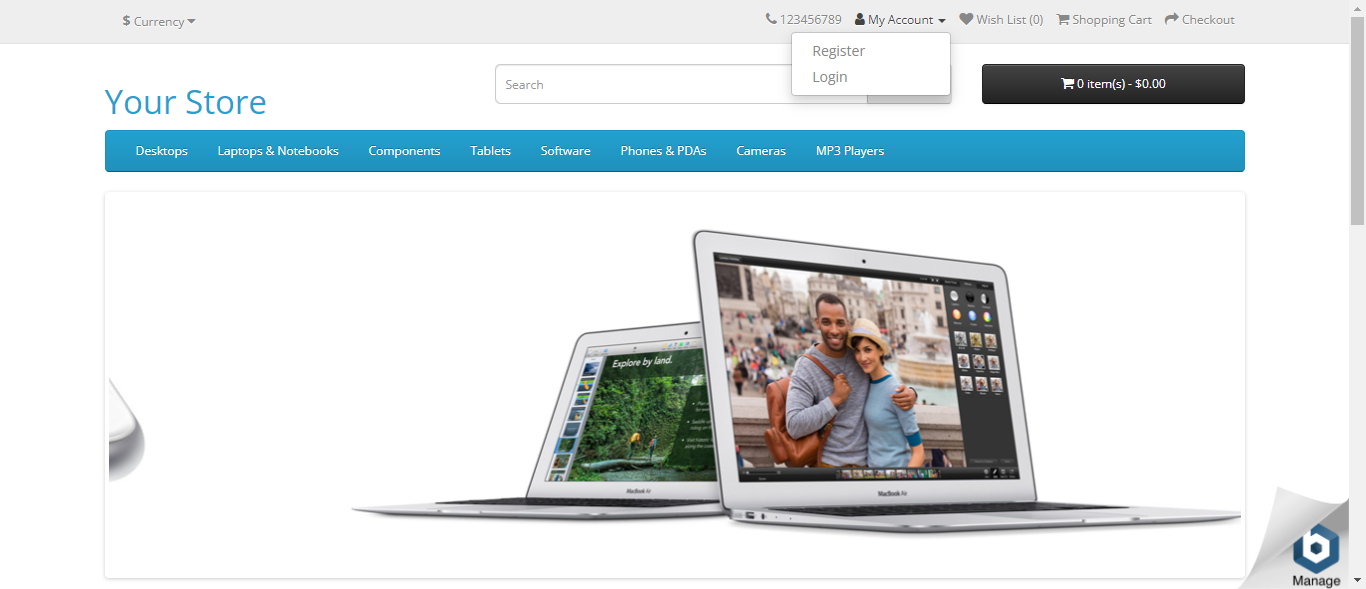 $ Currency
123456789 My Account Wish List (0) Shopping Cart Checkout
Register
Login
Your Store
Search
0 item(s) - $0.00
Desktops Laptops & Notebooks Components Tablets Software Phones & PDAs Cameras MP3 Players
Explore by land.
MacBook Air
MacBook Air
Manage